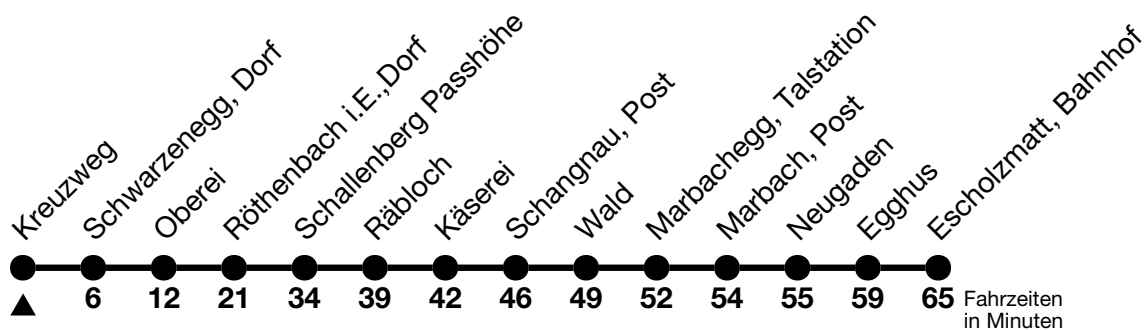 Kreuzweg
Schwarzenegg, Dorf
Oberei
Röthenbach i.E.,Dorf
Schallenberg Passhöhe
Räbloch
Käserei
Schangnau, Post
Wald
Marbachegg, Talstation
Marbach, Post
Neugaden
Egghus
Escholzmatt, Bahnhof
6 12 21 34 39 42 46 49 52 54 55 59 65 Fahrzeiten
in Minuten